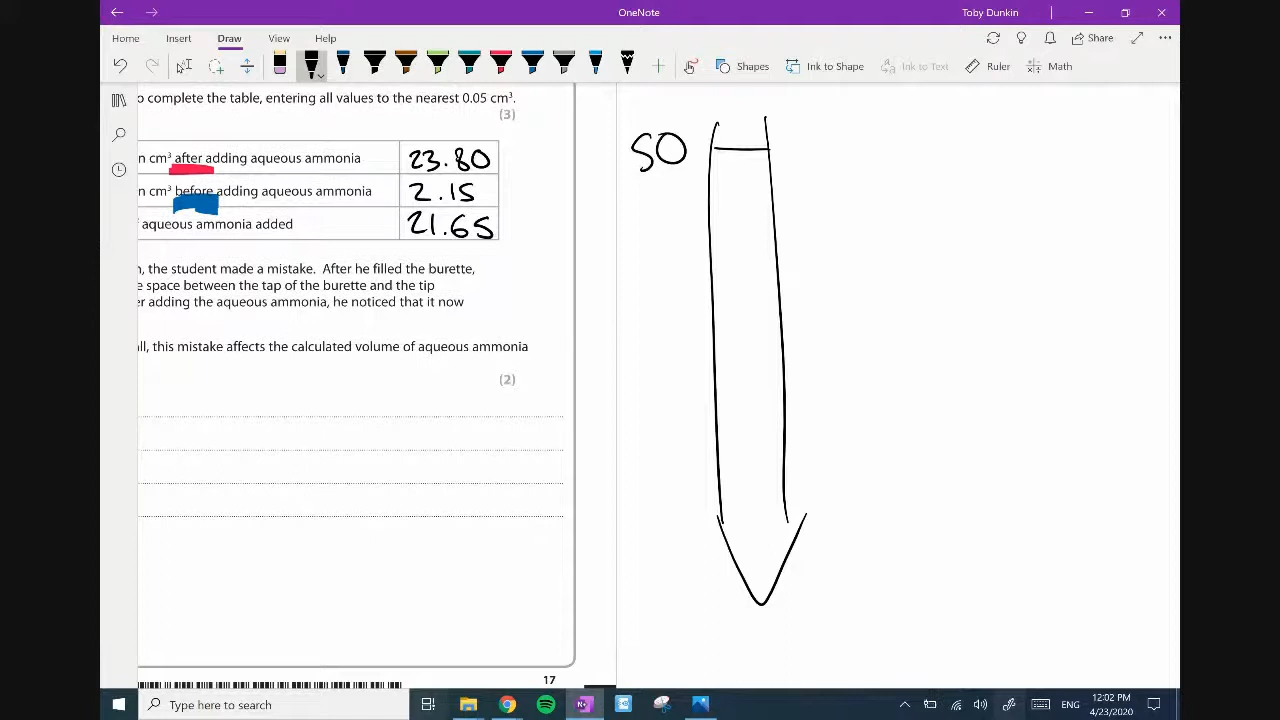 OneNote
Toby Dunkin
Home
Insert
Draw
View
Help
Share
Shapes
Ink to Shape
Ink to Text
Ruler
Math
o complete the table, entering all values to the nearest 0.05 cm³.
(3)
n cm³ after adding aqueous ammonia 23.80
n cm³ before adding aqueous ammonia 2.15
aqueous ammonia added 21.65
, the student made a mistake. After he filled the burette,
e space between the tap of the burette and the tip
er adding the aqueous ammonia, he noticed that it now
ll, this mistake affects the calculated volume of aqueous ammonia
(2)
17
50
Type here to search
ENG
12:02 PM
4/23/2020